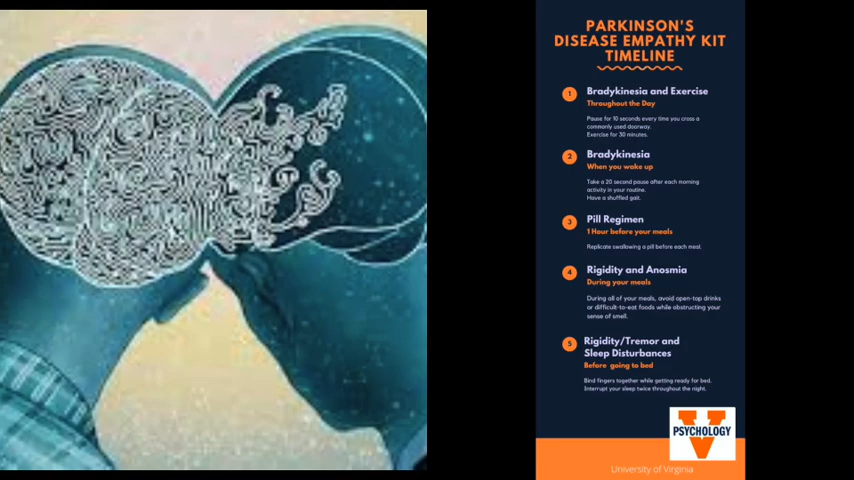 PARKINSON'S
DISEASE EMPATHY KIT
TIMELINE
1
Bradykinesia and Exercise
Throughout the Day
Pause for 10 seconds every time you cross a
commonly used doorway.
Exercise for 30 minutes.
2
Bradykinesia
When you wake up
Take a 20 second pause after each morning
activity in your routine.
Have a shuffled gait.
3
Pill Regimen
1 Hour before your meals
Replicate swallowing a pill before each meal.
4
Rigidity and Anosmia
During your meals
During all of your meals, avoid open-top drinks
or difficult-to-eat foods while obstructing your
sense of smell.
5
Rigidity/Tremor and
Sleep Disturbances
Before going to bed
Bind fingers together while getting ready for bed.
Interrupt your sleep twice throughout the night.
V
PSYCHOLOGY
University of Virginia